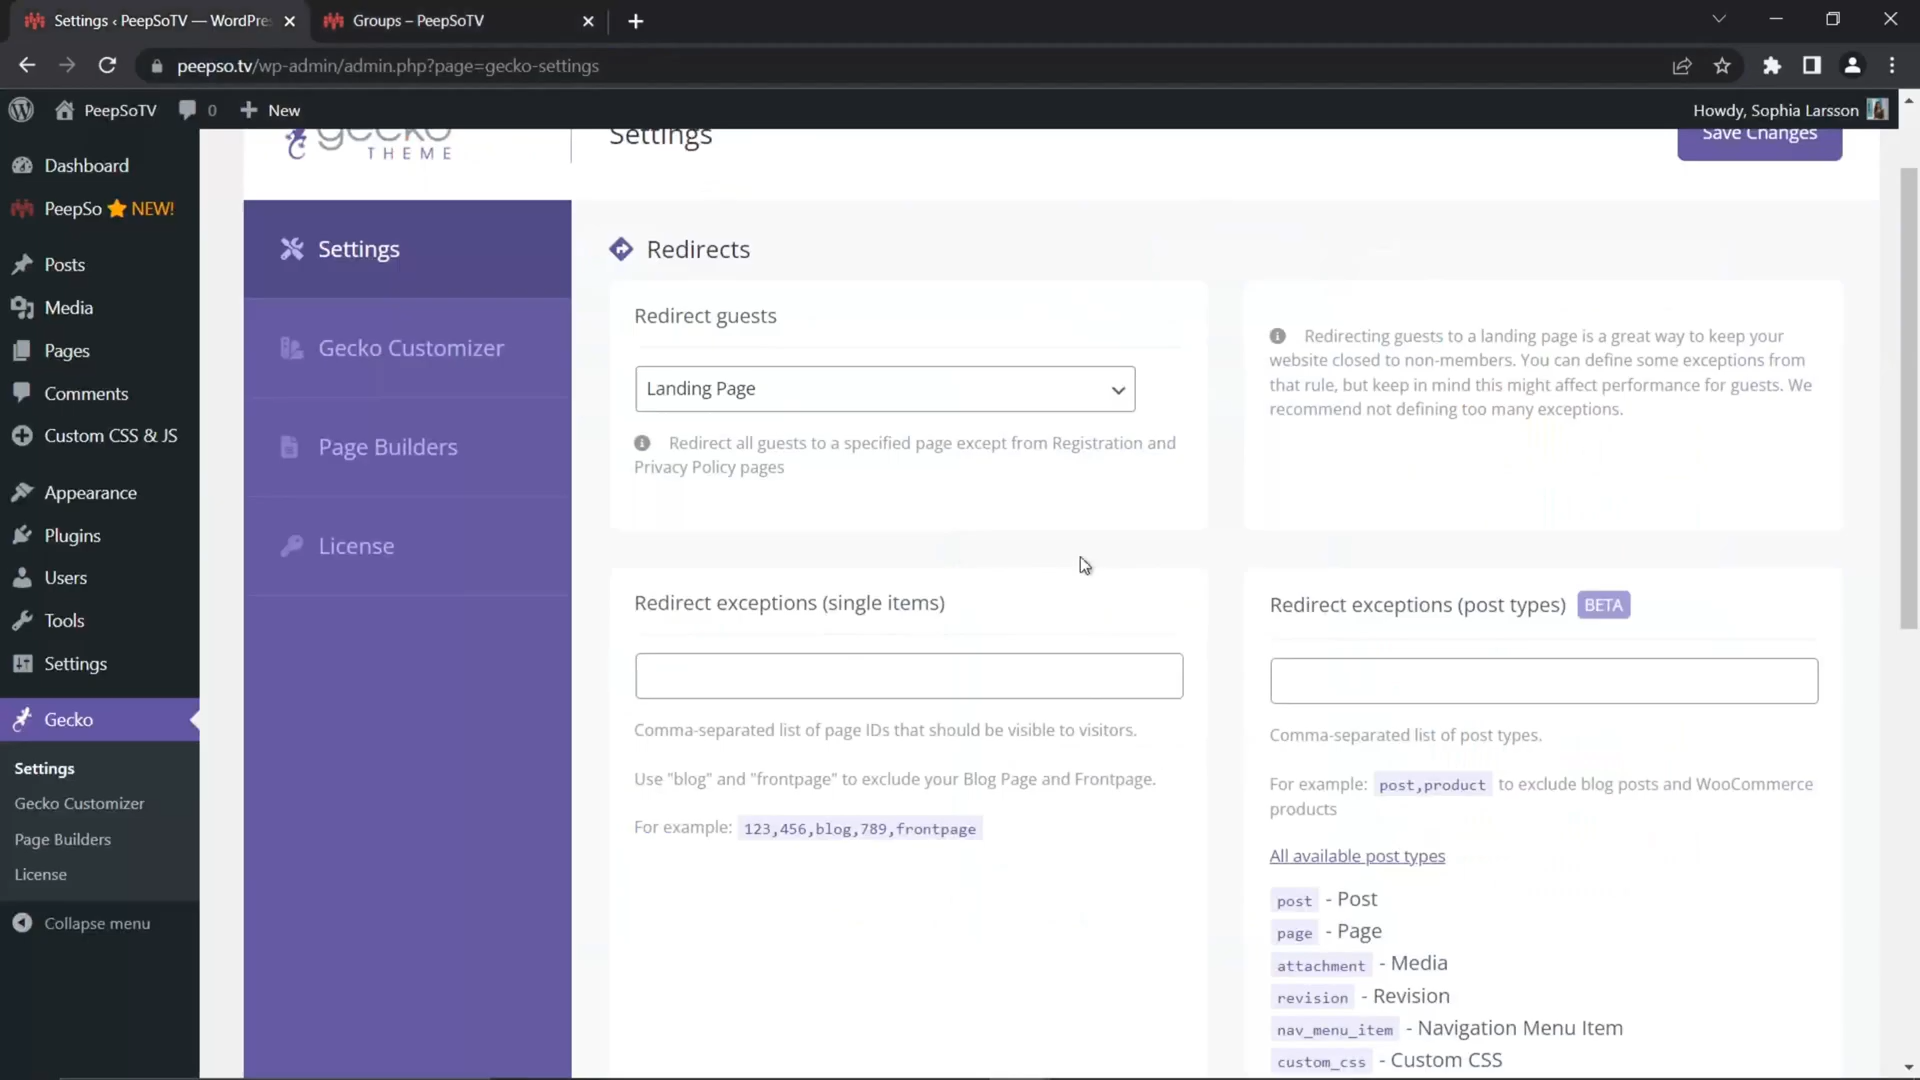 Settings ‹ PeepSoTV — WordPre
Groups – PeepSoTV
peepso.tv/wp-admin/admin.php?page=gecko-settings
PeepSoTV
0
New
Howdy, Sophia Larsson
Dashboard
PeepSo NEW!
Posts
Media
Pages
Comments
Custom CSS & JS
Appearance
Plugins
Users
Tools
Settings
Gecko
Settings
Gecko Customizer
Page Builders
License
Collapse menu
gecko
THEME
Settings
Save Changes
Settings
Gecko Customizer
Page Builders
License
Redirects
Redirect guests
Landing Page
Redirect all guests to a specified page except from Registration and
Privacy Policy pages
Redirecting guests to a landing page is a great way to keep your
website closed to non-members. You can define some exceptions from
that rule, but keep in mind this might affect performance for guests. We
recommend not defining too many exceptions.
Redirect exceptions (single items)
Comma-separated list of page IDs that should be visible to visitors.
Use "blog" and "frontpage" to exclude your Blog Page and Frontpage.
For example: 123,456,blog,789,frontpage
Redirect exceptions (post types) BETA
Comma-separated list of post types.
For example: post,product to exclude blog posts and WooCommerce
products
All available post types
post - Post
page - Page
attachment - Media
revision - Revision
nav_menu_item - Navigation Menu Item
custom_css - Custom CSS